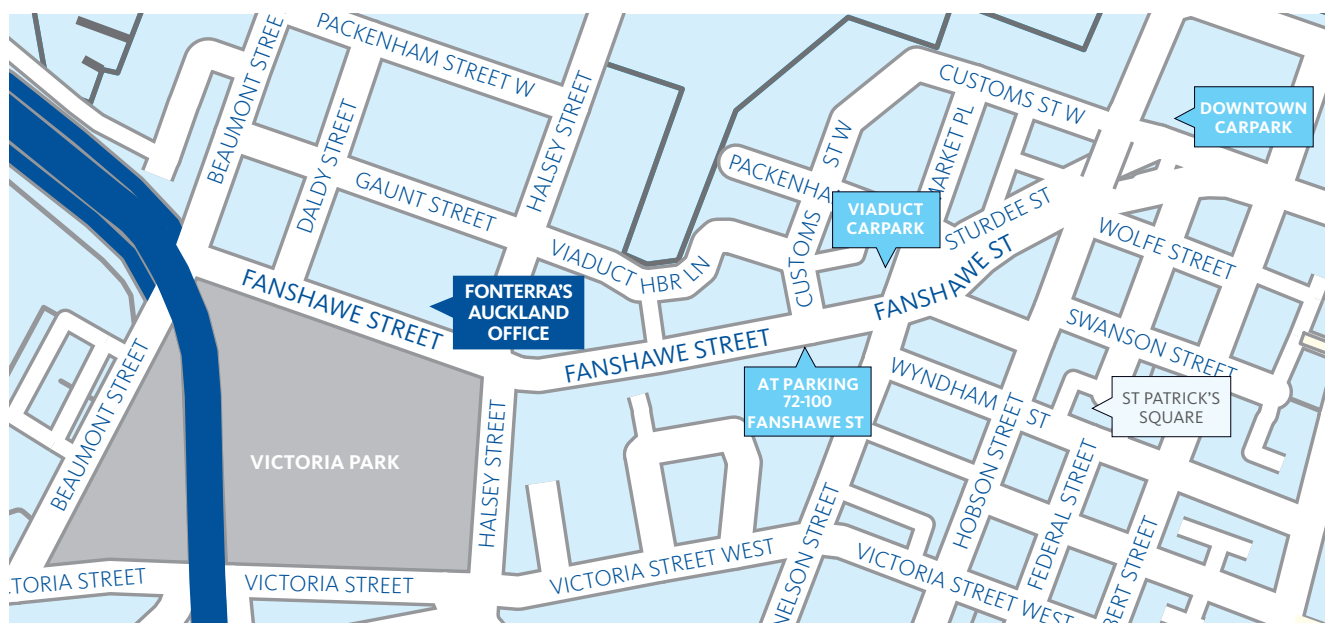 PACKENHAM STREET W
BEAUMONT STREET
DALDY STREET
HALSEY STREET
GAUNT STREET
VIADUCT HBR LN
CUSTOMS ST W
DOWNTOWN
CARPARK
PACKENHA
CUSTOMS ST W
MARKET PL
VIADUCT
CARPARK
STURDEE ST
WOLFE STREET
FANSHAWE STREET
FONTERRA'S
AUCKLAND
OFFICE
FANSHAWE STREET
FANSHAWE ST
SWANSON STREET
AT PARKING
72-100
FANSHAWE ST
WYNDHAM ST
ST PATRICK'S
SQUARE
BEAUMONT STREET
VICTORIA PARK
HALSEY STREET
HOBSON STREET
FEDERAL STREET
NELSON STREET
BERT STREET
TORIA STREET
VICTORIA STREET
VICTORIA STREET WEST
VICTORIA STREET WEST